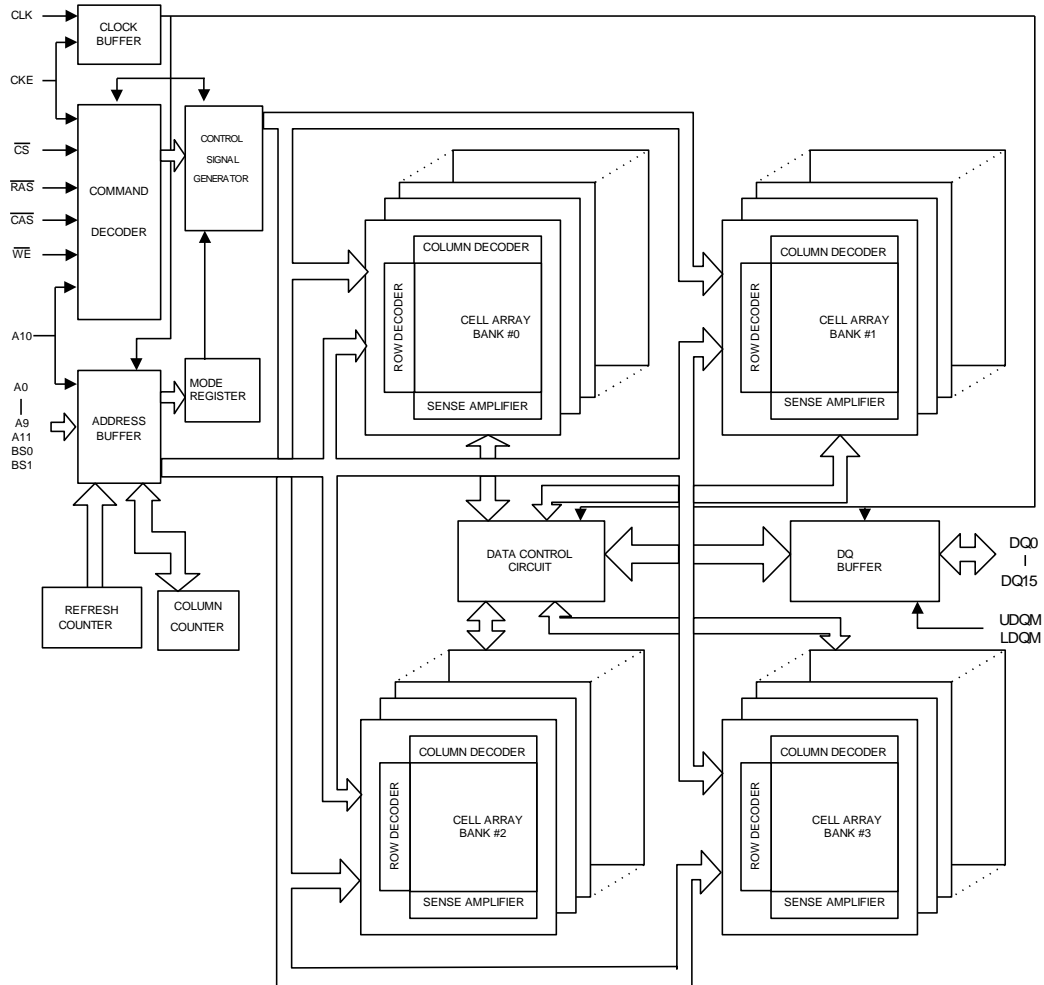 CLK
CLOCK
BUFFER
CKE
CS
RAS
CAS
WE
A10
COMMAND
DECODER
CONTROL
SIGNAL
GENERATOR
A0
A9
A11
BS0
BS1
ADDRESS
BUFFER
MODE
REGISTER
REFRESH
COUNTER
COLUMN
COUNTER
COLUMN DECODER
ROW DECODER
CELL ARRAY
BANK #0
SENSE AMPLIFIER
COLUMN DECODER
ROW DECODER
CELL ARRAY
BANK #1
SENSE AMPLIFIER
DATA CONTROL
CIRCUIT
DQ
BUFFER
DQ0
DQ15
UDQM
LDQM
COLUMN DECODER
ROW DECODER
CELL ARRAY
BANK #2
SENSE AMPLIFIER
COLUMN DECODER
ROW DECODER
CELL ARRAY
BANK #3
SENSE AMPLIFIER